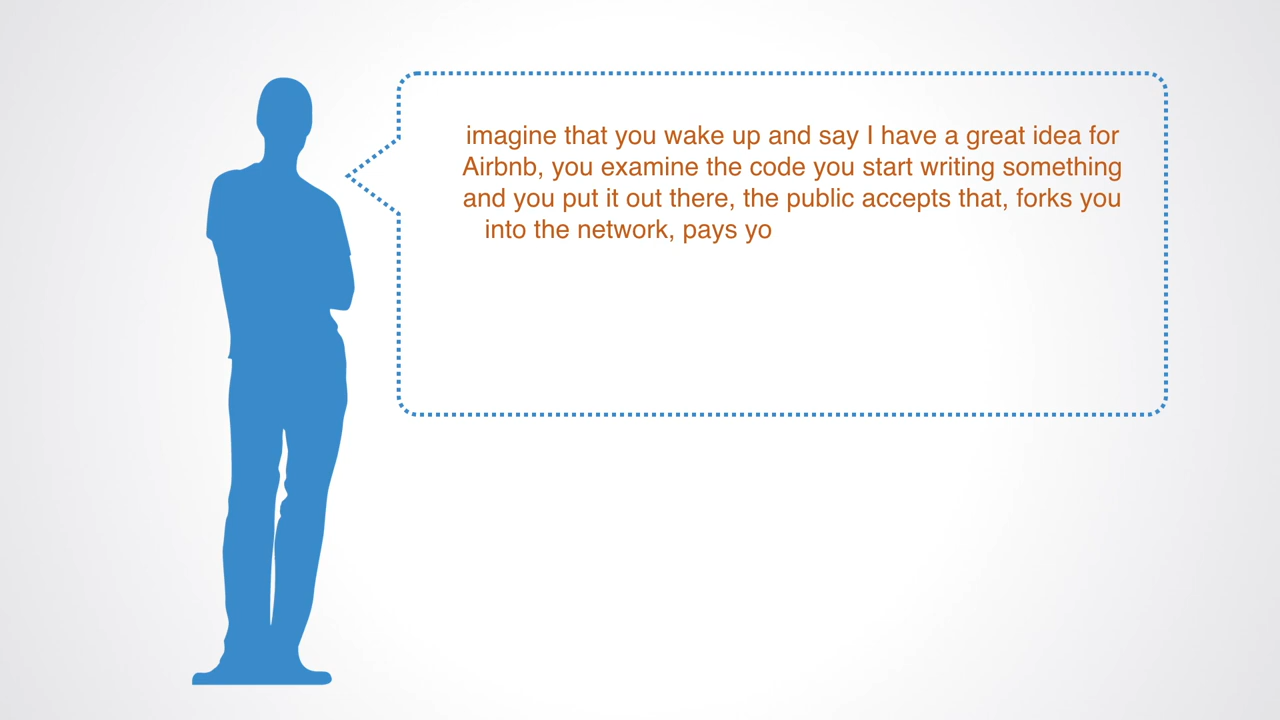 imagine that you wake up and say I have a great idea for
Airbnb, you examine the code you start writing something
and you put it out there, the public accepts that, forks you
into the network, pays yo